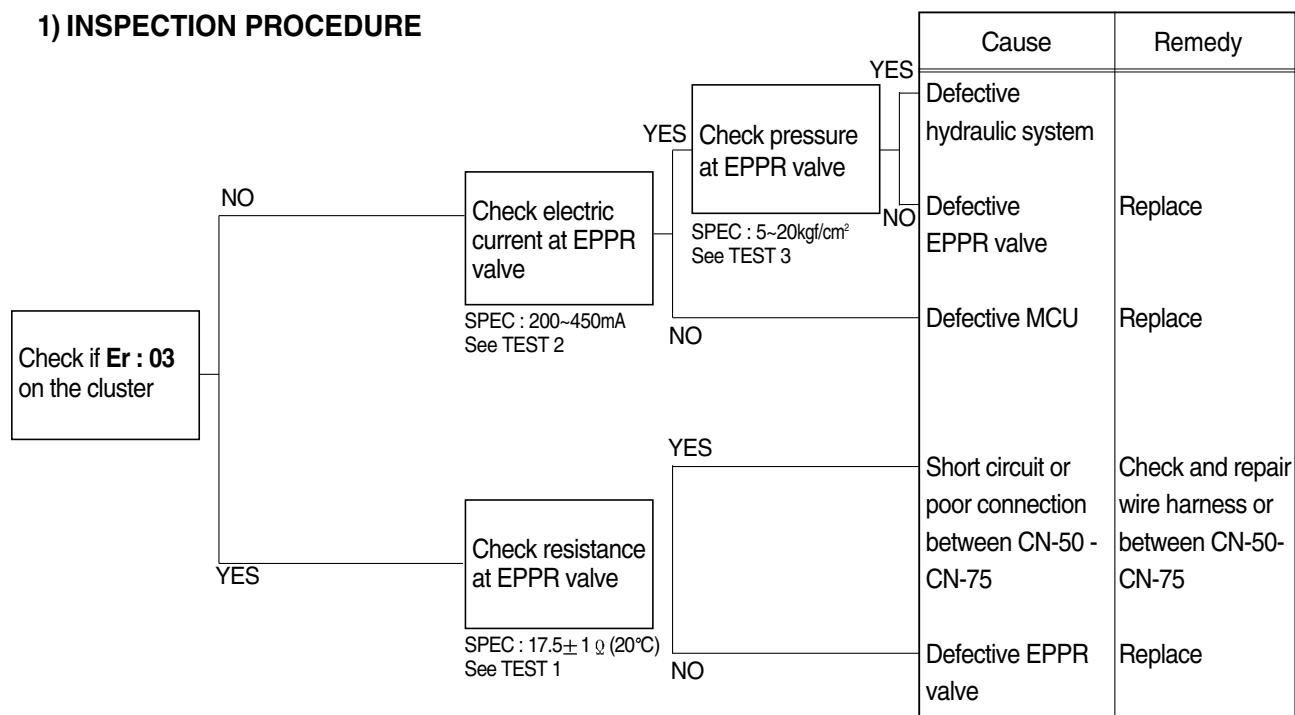 1) INSPECTION PROCEDURE
Cause
Remedy
YES
Defective
hydraulic system
YES
Check pressure
at EPPR valve
NO
Defective
EPPR valve
Replace
SPEC : 5~20kgf/cm²
See TEST 3
NO
Check electric
current at EPPR
valve
SPEC : 200~450mA
See TEST 2
NO
Defective MCU
Replace
Check if Er : 03
on the cluster
YES
Short circuit or
poor connection
between CN-50 -
CN-75
Check and repair
wire harness or
between CN-50-
CN-75
YES
Check resistance
at EPPR valve
SPEC : 17.5±1 Ω (20°C)
See TEST 1
NO
Defective EPPR
valve
Replace